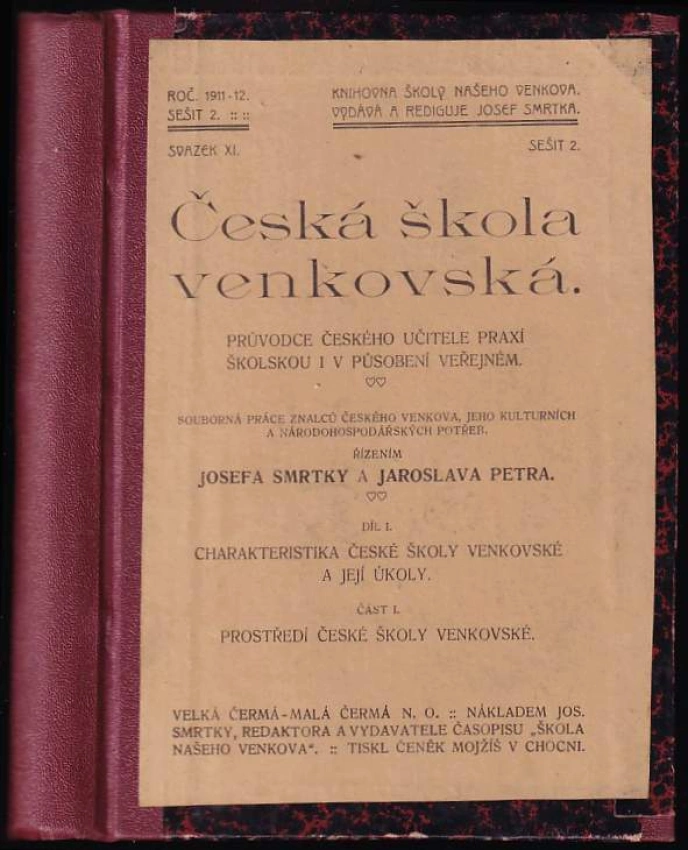 ROČ. 1911-12.
SEŠIT 2. :: ::
KNIHOVNA ŠKOLY NAŠEHO VENKOVA.
VYDÁVÁ A REDIGUJE JOSEF SMRTKA.
SVAZEK XI.
SEŠIT 2.
Česká škola
venkovská.
PRŮVODCE ČESKÉHO UČITELE PRAXÍ
ŠKOLSKOU I V PŮSOBENÍ VEŘEJNÉM.
SOUBORNÁ PRÁCE ZNALCŮ ČESKÉHO VENKOVA, JEHO KULTURNÍCH
A NÁRODOHOSPODÁŘSKÝCH POTŘEB.
ŘÍZENÍM
JOSEFA SMRTKY A JAROSLAVA PETRA.
DÍL I.
CHARAKTERISTIKA ČESKÉ ŠKOLY VENKOVSKÉ
A JEJÍ ÚKOLY.
ČÁST I.
PROSTŘEDÍ ČESKÉ ŠKOLY VENKOVSKÉ.
VELKÁ ČERMÁ-MALÁ ČERMÁ N. O. :: NÁKLADEM JOS.
SMRTKY, REDAKTORA A VYDAVATELE ČASOPISU „ŠKOLA
NAŠEHO VENKOVA“. :: TISKL ČENĚK MOJŽÍŠ V CHOCNI.